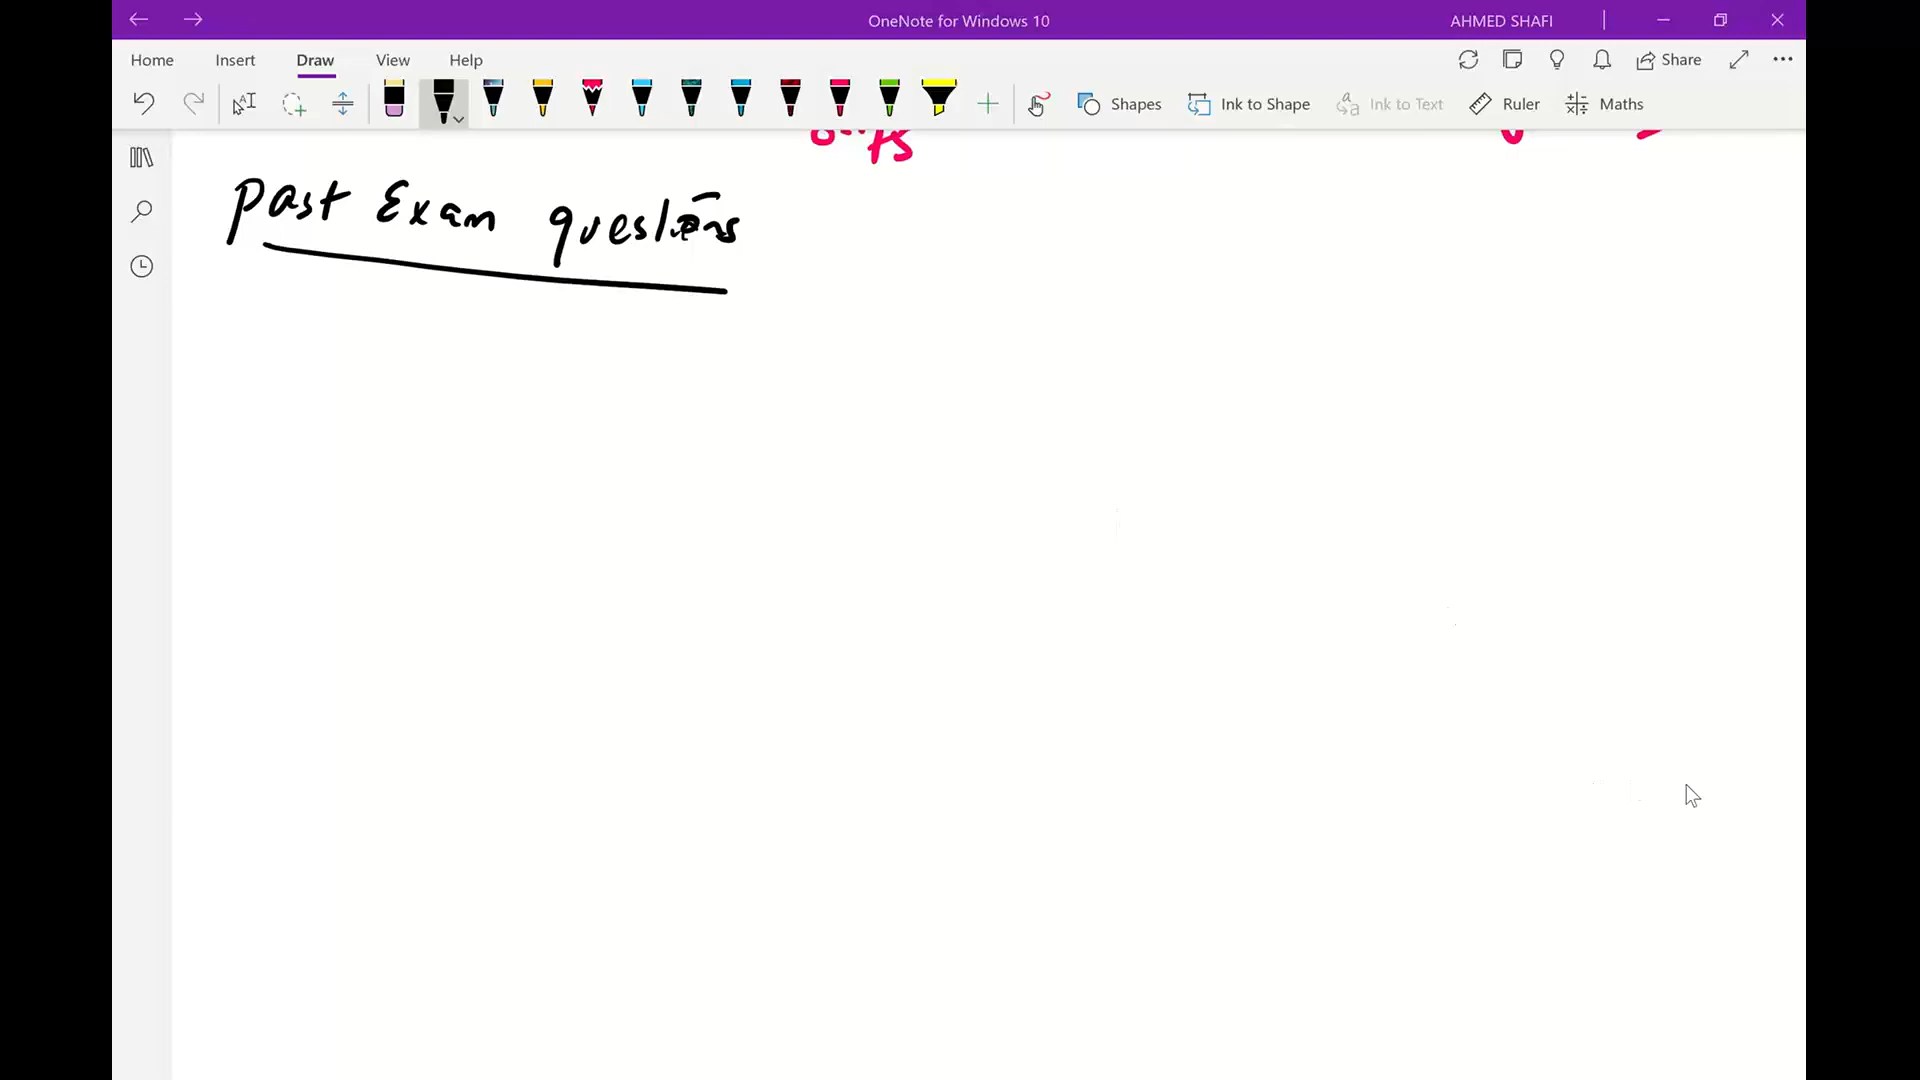 OneNote for Windows 10
AHMED SHAFI
Home Insert Draw View Help
Share
Shapes Ink to Shape Ink to Text Ruler Maths
Past Exam questions